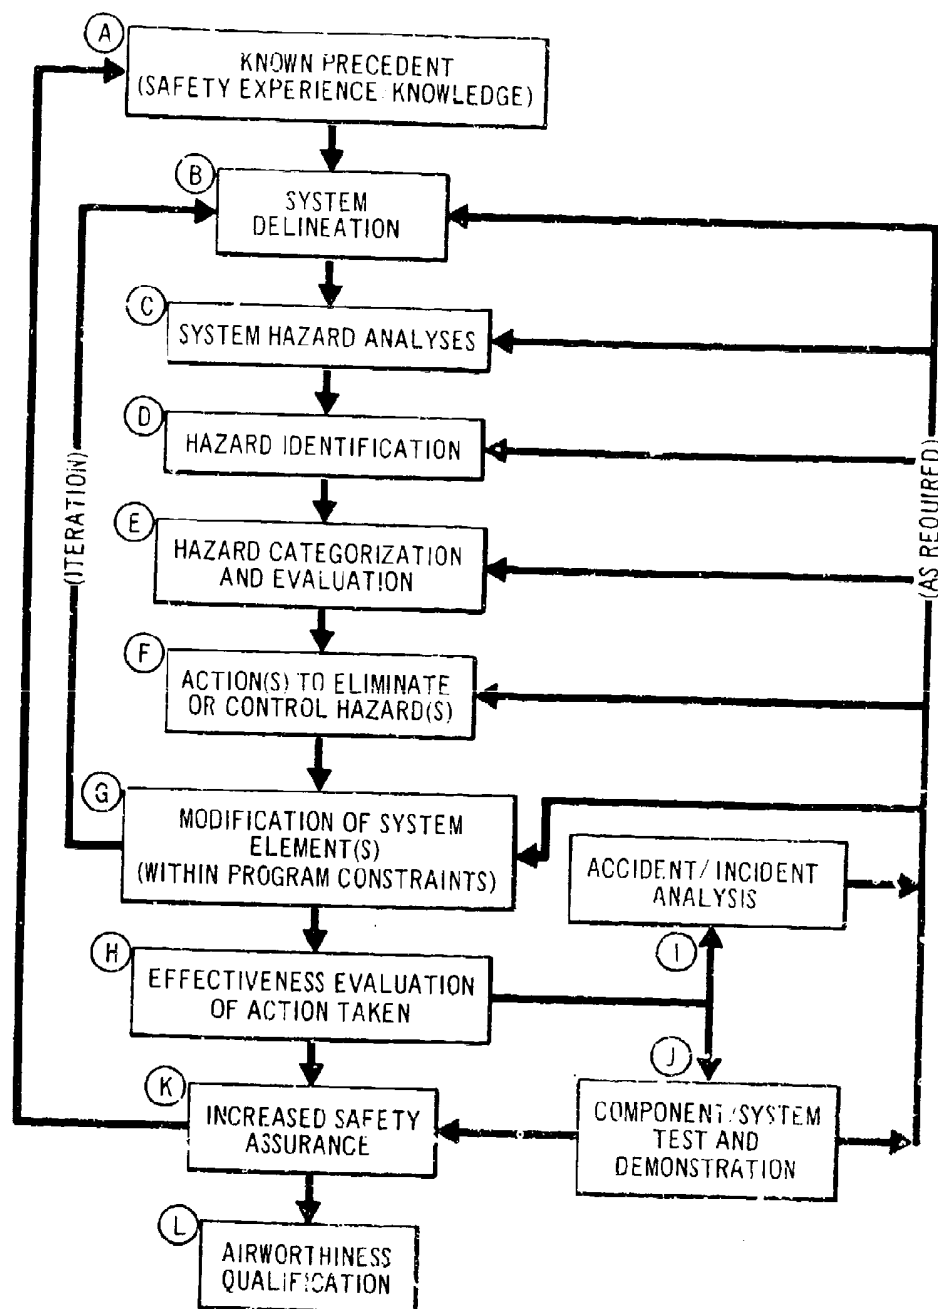 A
KNOWN PRECEDENT
(SAFETY EXPERIENCE/KNOWLEDGE)
B
SYSTEM
DELINEATION
C
SYSTEM HAZARD ANALYSES
D
HAZARD IDENTIFICATION
E
HAZARD CATEGORIZATION
AND EVALUATION
(ITERATION)
(AS REQUIRED)
F
ACTION(S) TO ELIMINATE
OR CONTROL HAZARD(S)
G
MODIFICATION OF SYSTEM
ELEMENT(S)
(WITHIN PROGRAM CONSTRAINTS)
ACCIDENT/INCIDENT
ANALYSIS
I
H
EFFECTIVENESS EVALUATION
OF ACTION TAKEN
J
COMPONENT/SYSTEM
TEST AND
DEMONSTRATION
K
INCREASED SAFETY
ASSURANCE
L
AIRWORTHINESS
QUALIFICATION